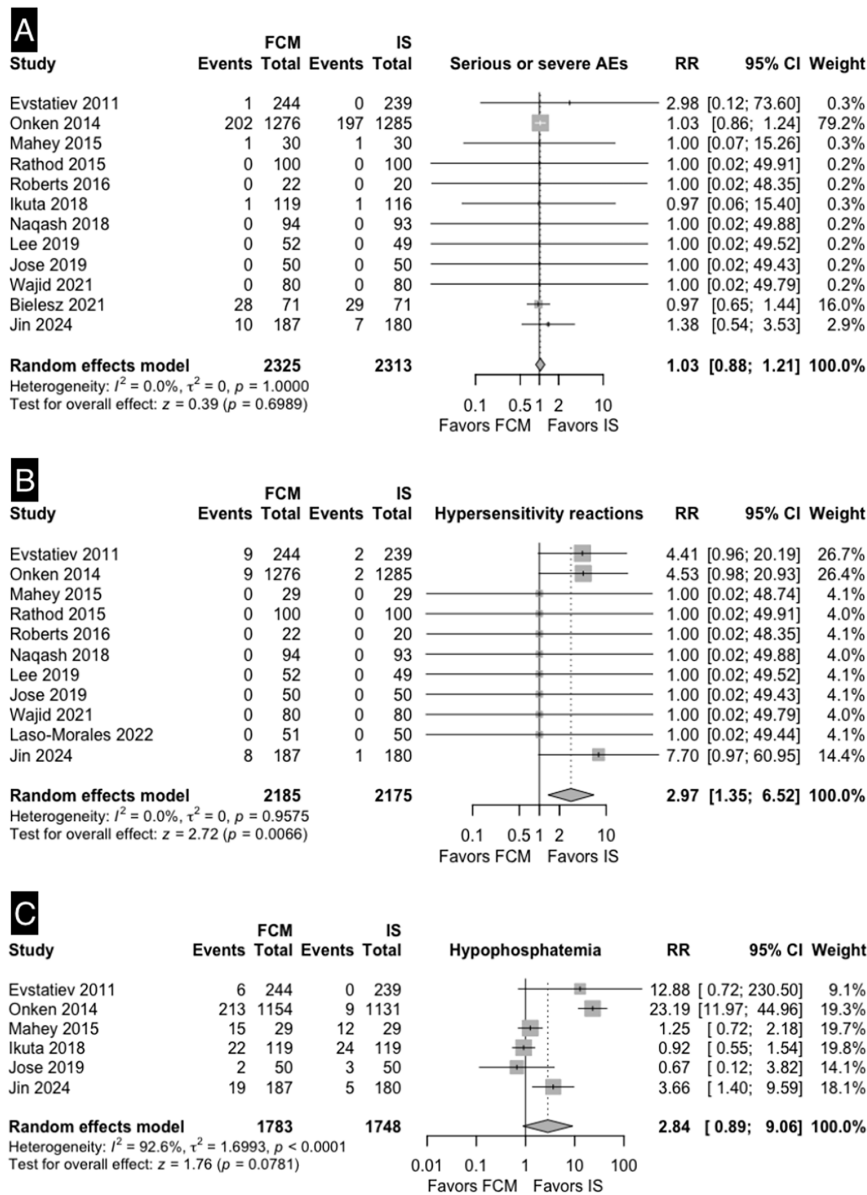 A
FCM IS
Study Events Total Events Total Serious or severe AEs RR 95% CI Weight
Evstatiev 2011 1 244 0 239 2.98 [0.12; 73.60] 0.3%
Onken 2014 202 1276 197 1285 1.03 [0.86; 1.24] 79.2%
Mahey 2015 1 30 1 30 1.00 [0.07; 15.26] 0.3%
Rathod 2015 0 100 0 100 1.00 [0.02; 49.91] 0.2%
Roberts 2016 0 22 0 20 1.00 [0.02; 48.35] 0.2%
Ikuta 2018 1 119 1 116 0.97 [0.06; 15.40] 0.3%
Naqash 2018 0 94 0 93 1.00 [0.02; 49.88] 0.2%
Lee 2019 0 52 0 49 1.00 [0.02; 49.52] 0.2%
Jose 2019 0 50 0 50 1.00 [0.02; 49.43] 0.2%
Wajid 2021 0 80 0 80 1.00 [0.02; 49.79] 0.2%
Bielesz 2021 28 71 29 71 0.97 [0.65; 1.44] 16.0%
Jin 2024 10 187 7 180 1.38 [0.54; 3.53] 2.9%
Random effects model 2325 2313 1.03 [0.88; 1.21] 100.0%
Heterogeneity: I² = 0.0%, τ² = 0, p = 1.0000
Test for overall effect: z = 0.39 (p = 0.6989)
0.1 0.5 1 2 10
Favors FCM Favors IS
B
FCM IS
Study Events Total Events Total Hypersensitivity reactions RR 95% CI Weight
Evstatiev 2011 9 244 2 239 4.41 [0.96; 20.19] 26.7%
Onken 2014 9 1276 2 1285 4.53 [0.98; 20.93] 26.4%
Mahey 2015 0 29 0 29 1.00 [0.02; 48.74] 4.1%
Rathod 2015 0 100 0 100 1.00 [0.02; 49.91] 4.0%
Roberts 2016 0 22 0 20 1.00 [0.02; 48.35] 4.1%
Naqash 2018 0 94 0 93 1.00 [0.02; 49.88] 4.0%
Lee 2019 0 52 0 49 1.00 [0.02; 49.52] 4.1%
Jose 2019 0 50 0 50 1.00 [0.02; 49.43] 4.1%
Wajid 2021 0 80 0 80 1.00 [0.02; 49.79] 4.0%
Laso-Morales 2022 0 51 0 50 1.00 [0.02; 49.44] 4.1%
Jin 2024 8 187 1 180 7.70 [0.97; 60.95] 14.4%
Random effects model 2185 2175 2.97 [1.35; 6.52] 100.0%
Heterogeneity: I² = 0.0%, τ² = 0, p = 0.9575
Test for overall effect: z = 2.72 (p = 0.0066)
0.1 0.5 1 2 10
Favors FCM Favors IS
C
FCM IS
Study Events Total Events Total Hypophosphatemia RR 95% CI Weight
Evstatiev 2011 6 244 0 239 12.88 [ 0.72; 230.50] 9.1%
Onken 2014 213 1154 9 1131 23.19 [11.97; 44.96] 19.3%
Mahey 2015 15 29 12 29 1.25 [ 0.72; 2.18] 19.7%
Ikuta 2018 22 119 24 119 0.92 [ 0.55; 1.54] 19.8%
Jose 2019 2 50 3 50 0.67 [ 0.12; 3.82] 14.1%
Jin 2024 19 187 5 180 3.66 [ 1.40; 9.59] 18.1%
Random effects model 1783 1748 2.84 [ 0.89; 9.06] 100.0%
Heterogeneity: I² = 92.6%, τ² = 1.6993, p < 0.0001
Test for overall effect: z = 1.76 (p = 0.0781)
0.01 0.1 1 10 100
Favors FCM Favors IS